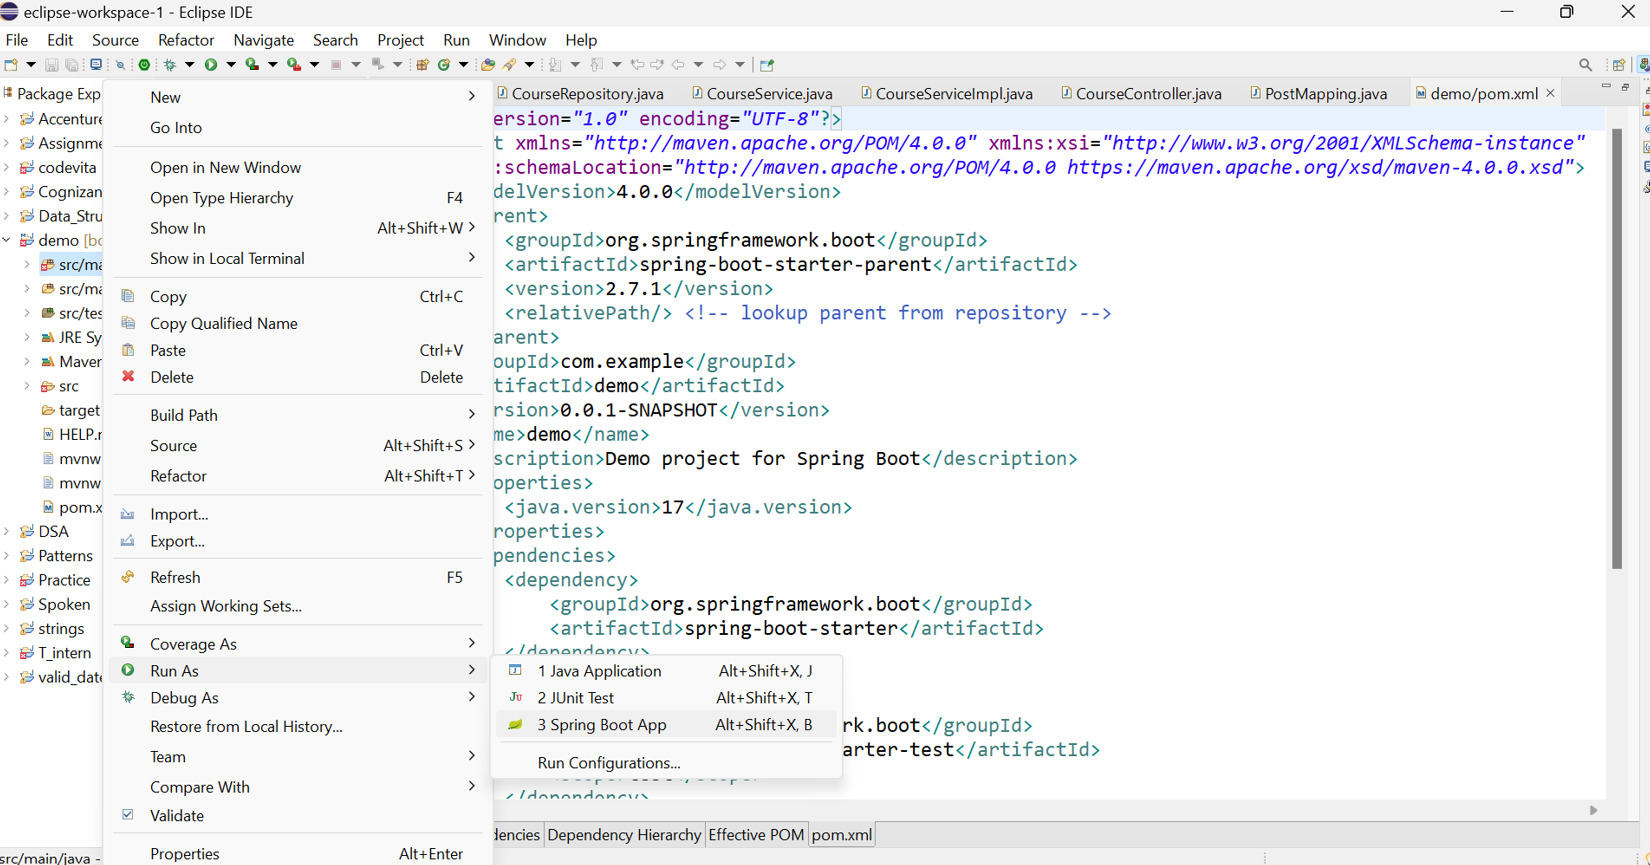 eclipse-workspace-1 - Eclipse IDE
File Edit Source Refactor Navigate Search Project Run Window Help
Package Exp
CourseRepository.java CourseService.java CourseServiceImpl.java CourseController.java PostMapping.java demo/pom.xml
Accenture
Assignme
codevita
Cognizan
Data_Stru
demo [bo
src/ma
src/ma
src/tes
JRE Sy
Maven
src
target
HELP.
mvnw
mvnw
pom.x
DSA
Patterns
Practice
Spoken
strings
T_intern
valid_date
New
Go Into
Open in New Window
Open Type Hierarchy F4
Show In Alt+Shift+W
Show in Local Terminal
Copy Ctrl+C
Copy Qualified Name
Paste Ctrl+V
Delete Delete
Build Path
Source Alt+Shift+S
Refactor Alt+Shift+T
Import...
Export...
Refresh F5
Assign Working Sets...
Coverage As
Run As
Debug As
Restore from Local History...
Team
Compare With
Validate
Properties Alt+Enter
1 Java Application Alt+Shift+X, J
2 JUnit Test Alt+Shift+X, T
3 Spring Boot App Alt+Shift+X, B
Run Configurations...
ersion="1.0" encoding="UTF-8"?>
t xmlns="http://maven.apache.org/POM/4.0.0" xmlns:xsi="http://www.w3.org/2001/XMLSchema-instance"
:schemaLocation="http://maven.apache.org/POM/4.0.0 https://maven.apache.org/xsd/maven-4.0.0.xsd">
delVersion>4.0.0</modelVersion>
rent>
<groupId>org.springframework.boot</groupId>
<artifactId>spring-boot-starter-parent</artifactId>
<version>2.7.1</version>
<relativePath/> <!-- lookup parent from repository -->
arent>
oupId>com.example</groupId>
tifactId>demo</artifactId>
rsion>0.0.1-SNAPSHOT</version>
me>demo</name>
scription>Demo project for Spring Boot</description>
operties>
<java.version>17</java.version>
roperties>
pendencies>
<dependency>
<groupId>org.springframework.boot</groupId>
<artifactId>spring-boot-starter</artifactId>
</dependency>
rk.boot</groupId>
arter-test</artifactId>
</dependency>
dencies Dependency Hierarchy Effective POM pom.xml
src/main/java -